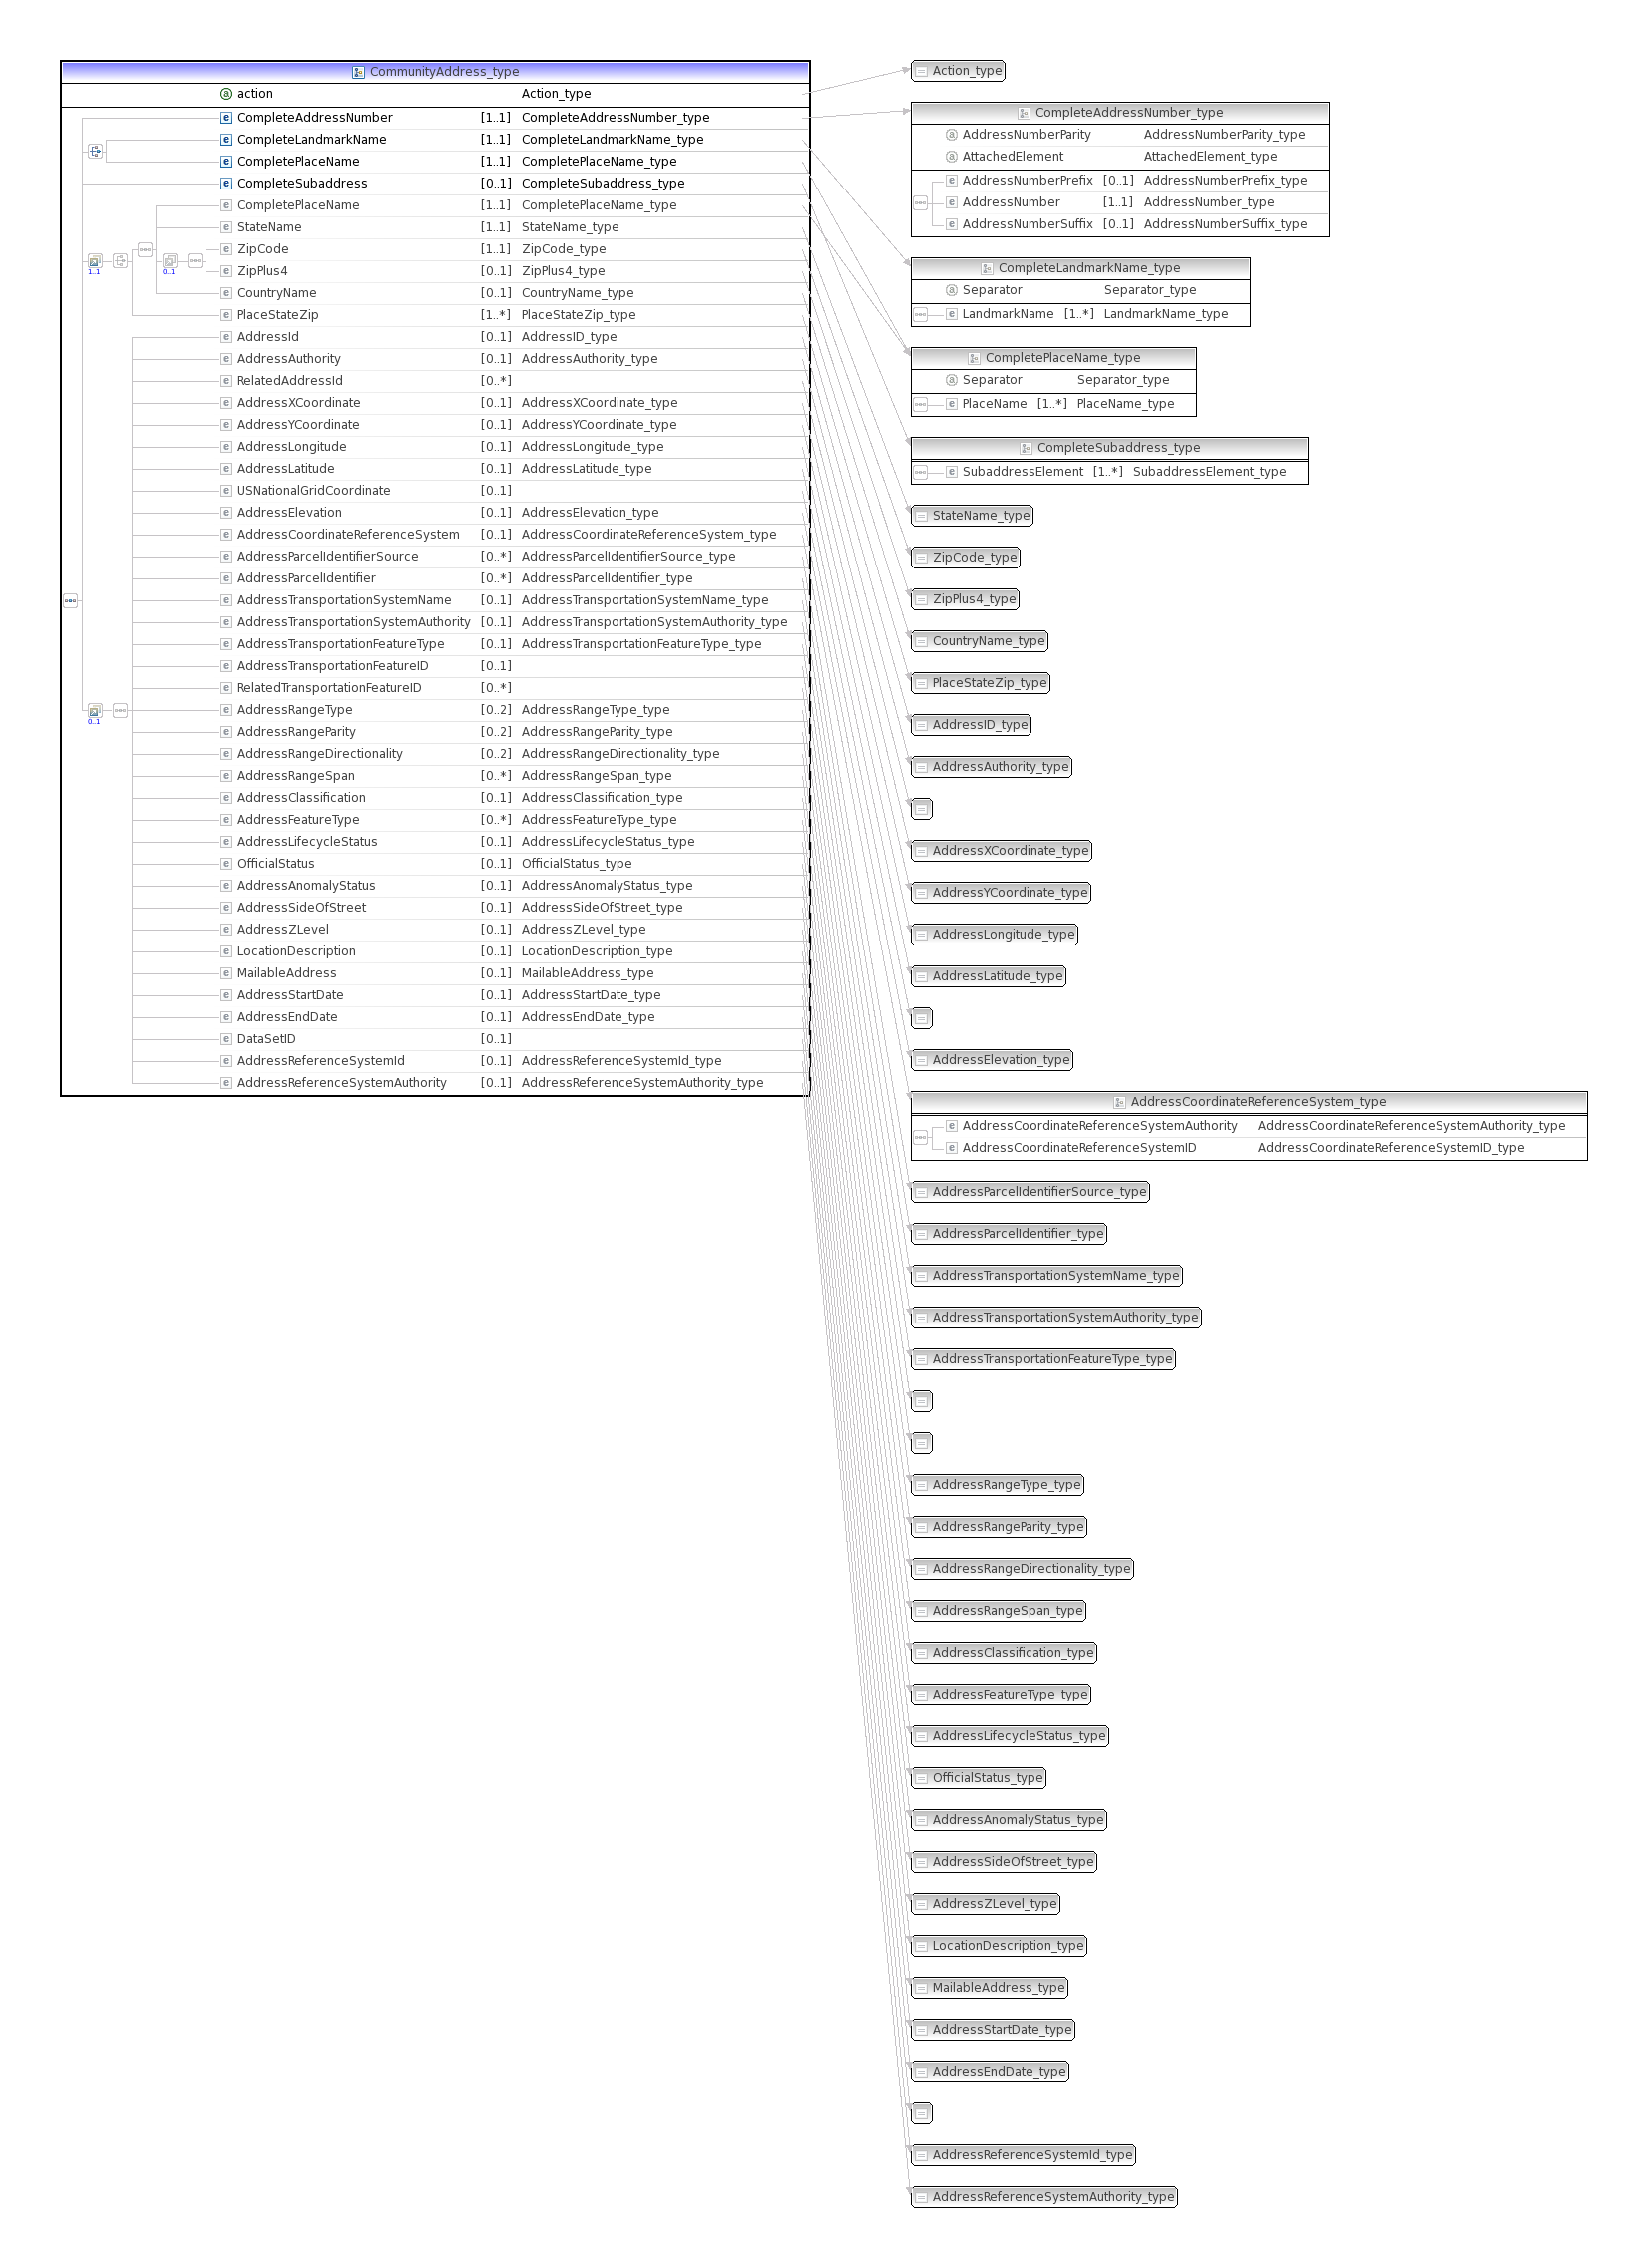 CommunityAddress_type
a action Action_type
e CompleteAddressNumber [1..1] CompleteAddressNumber_type
e CompleteLandmarkName [1..1] CompleteLandmarkName_type
e CompletePlaceName [1..1] CompletePlaceName_type
e CompleteSubaddress [0..1] CompleteSubaddress_type
e CompletePlaceName [1..1] CompletePlaceName_type
e StateName [1..1] StateName_type
e ZipCode [1..1] ZipCode_type
1..1 0..1 e ZipPlus4 [0..1] ZipPlus4_type
e CountryName [0..1] CountryName_type
e PlaceStateZip [1..*] PlaceStateZip_type
e AddressId [0..1] AddressID_type
e AddressAuthority [0..1] AddressAuthority_type
e RelatedAddressId [0..*]
e AddressXCoordinate [0..1] AddressXCoordinate_type
e AddressYCoordinate [0..1] AddressYCoordinate_type
e AddressLongitude [0..1] AddressLongitude_type
e AddressLatitude [0..1] AddressLatitude_type
e USNationalGridCoordinate [0..1]
e AddressElevation [0..1] AddressElevation_type
e AddressCoordinateReferenceSystem [0..1] AddressCoordinateReferenceSystem_type
e AddressParcelIdentifierSource [0..*] AddressParcelIdentifierSource_type
e AddressParcelIdentifier [0..*] AddressParcelIdentifier_type
e AddressTransportationSystemName [0..1] AddressTransportationSystemName_type
e AddressTransportationSystemAuthority [0..1] AddressTransportationSystemAuthority_type
e AddressTransportationFeatureType [0..1] AddressTransportationFeatureType_type
e AddressTransportationFeatureID [0..1]
e RelatedTransportationFeatureID [0..*]
e AddressRangeType [0..2] AddressRangeType_type
0..1
e AddressRangeParity [0..2] AddressRangeParity_type
e AddressRangeDirectionality [0..2] AddressRangeDirectionality_type
e AddressRangeSpan [0..*] AddressRangeSpan_type
e AddressClassification [0..1] AddressClassification_type
e AddressFeatureType [0..*] AddressFeatureType_type
e AddressLifecycleStatus [0..1] AddressLifecycleStatus_type
e OfficialStatus [0..1] OfficialStatus_type
e AddressAnomalyStatus [0..1] AddressAnomalyStatus_type
e AddressSideOfStreet [0..1] AddressSideOfStreet_type
e AddressZLevel [0..1] AddressZLevel_type
e LocationDescription [0..1] LocationDescription_type
e MailableAddress [0..1] MailableAddress_type
e AddressStartDate [0..1] AddressStartDate_type
e AddressEndDate [0..1] AddressEndDate_type
e DataSetID [0..1]
e AddressReferenceSystemId [0..1] AddressReferenceSystemId_type
e AddressReferenceSystemAuthority [0..1] AddressReferenceSystemAuthority_type
Action_type
CompleteAddressNumber_type
a AddressNumberParity AddressNumberParity_type
a AttachedElement AttachedElement_type
e AddressNumberPrefix [0..1] AddressNumberPrefix_type
e AddressNumber [1..1] AddressNumber_type
e AddressNumberSuffix [0..1] AddressNumberSuffix_type
CompleteLandmarkName_type
a Separator Separator_type
e LandmarkName [1..*] LandmarkName_type
CompletePlaceName_type
a Separator Separator_type
e PlaceName [1..*] PlaceName_type
CompleteSubaddress_type
e SubaddressElement [1..*] SubaddressElement_type
StateName_type
ZipCode_type
ZipPlus4_type
CountryName_type
PlaceStateZip_type
AddressID_type
AddressAuthority_type
AddressXCoordinate_type
AddressYCoordinate_type
AddressLongitude_type
AddressLatitude_type
AddressElevation_type
AddressCoordinateReferenceSystem_type
e AddressCoordinateReferenceSystemAuthority AddressCoordinateReferenceSystemAuthority_type
e AddressCoordinateReferenceSystemID AddressCoordinateReferenceSystemID_type
AddressParcelIdentifierSource_type
AddressParcelIdentifier_type
AddressTransportationSystemName_type
AddressTransportationSystemAuthority_type
AddressTransportationFeatureType_type
AddressRangeType_type
AddressRangeParity_type
AddressRangeDirectionality_type
AddressRangeSpan_type
AddressClassification_type
AddressFeatureType_type
AddressLifecycleStatus_type
OfficialStatus_type
AddressAnomalyStatus_type
AddressSideOfStreet_type
AddressZLevel_type
LocationDescription_type
MailableAddress_type
AddressStartDate_type
AddressEndDate_type
AddressReferenceSystemId_type
AddressReferenceSystemAuthority_type